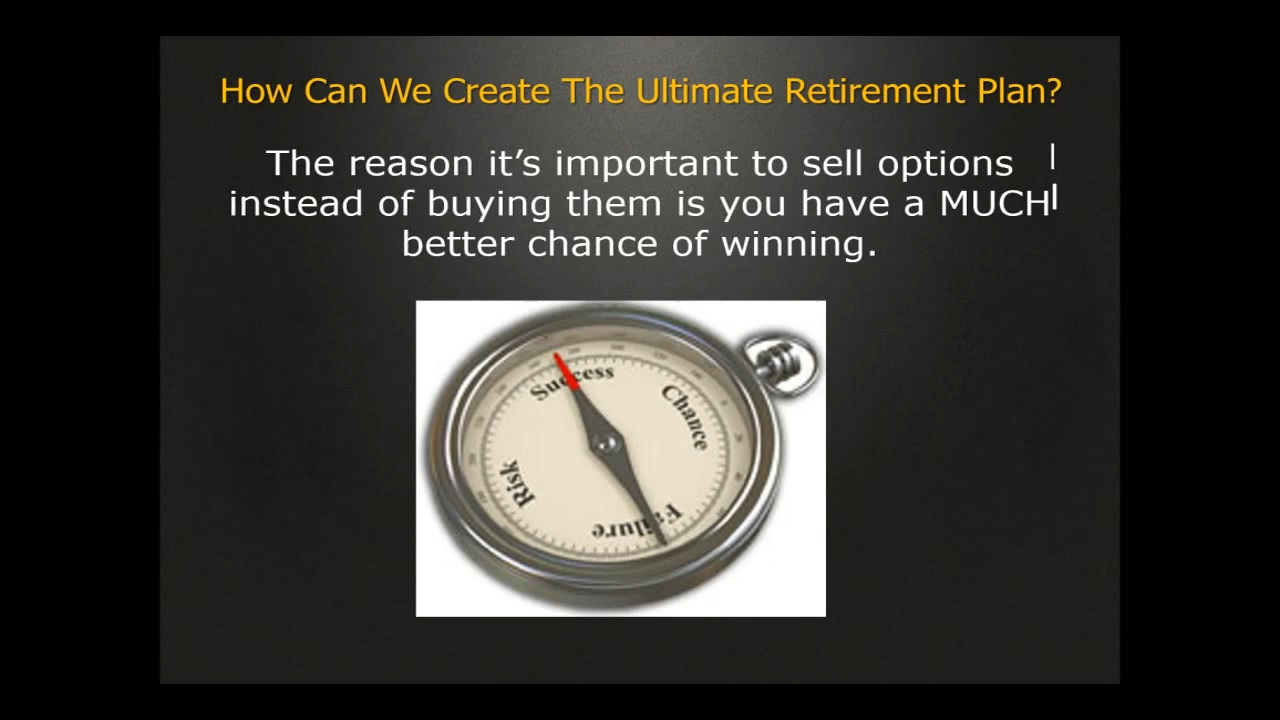 How Can We Create The Ultimate Retirement Plan?
The reason it’s important to sell options
instead of buying them is you have a MUCH
better chance of winning.
Success
Chance
Risk
Failure